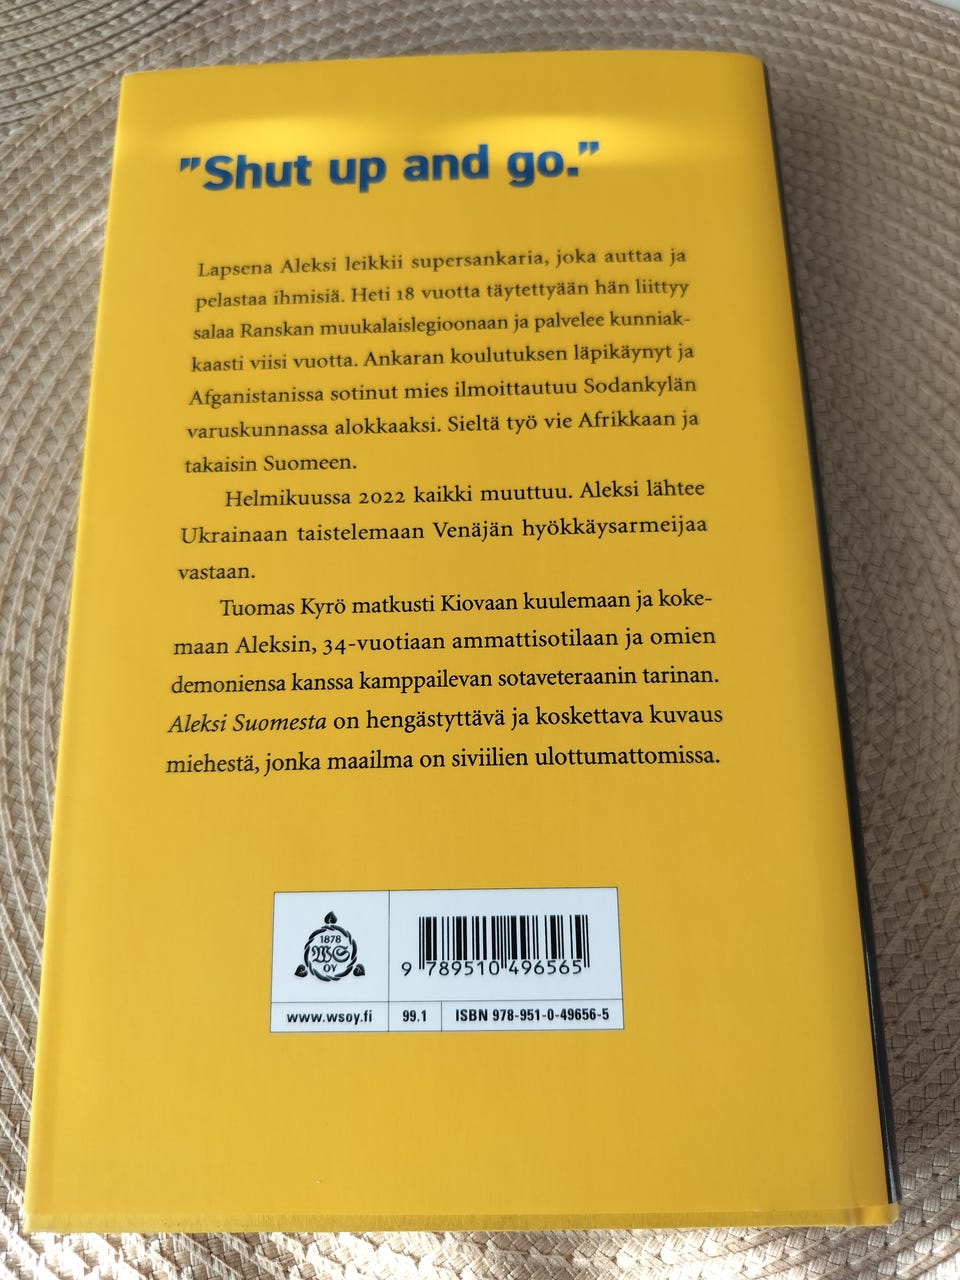 ”Shut up and go.”
Lapsena Aleksi leikkii supersankaria, joka auttaa ja
pelastaa ihmisiä. Heti 18 vuotta täytettyään hän liittyy
salaa Ranskan muukalaislegioonaan ja palvelee kunniak-
kaasti viisi vuotta. Ankaran koulutuksen läpikäynyt ja
Afganistanissa sotinut mies ilmoittautuu Sodankylän
varuskunnassa alokkaaksi. Sieltä työ vie Afrikkaan ja
takaisin Suomeen.
Helmikuussa 2022 kaikki muuttuu. Aleksi lähtee
Ukrainaan taistelemaan Venäjän hyökkäysarmeijaa
vastaan.
Tuomas Kyrö matkusti Kiovaan kuulemaan ja koke-
maan Aleksin, 34-vuotiaan ammattisotilaan ja omien
demoniensa kanssa kamppailevan sotaveteraanin tarinan.
Aleksi Suomesta on hengästyttävä ja koskettava kuvaus
miehestä, jonka maailma on siviilien ulottumattomissa.
1878
WS
OY
9 789510 496565
www.wsoy.fi 99.1 ISBN 978-951-0-49656-5